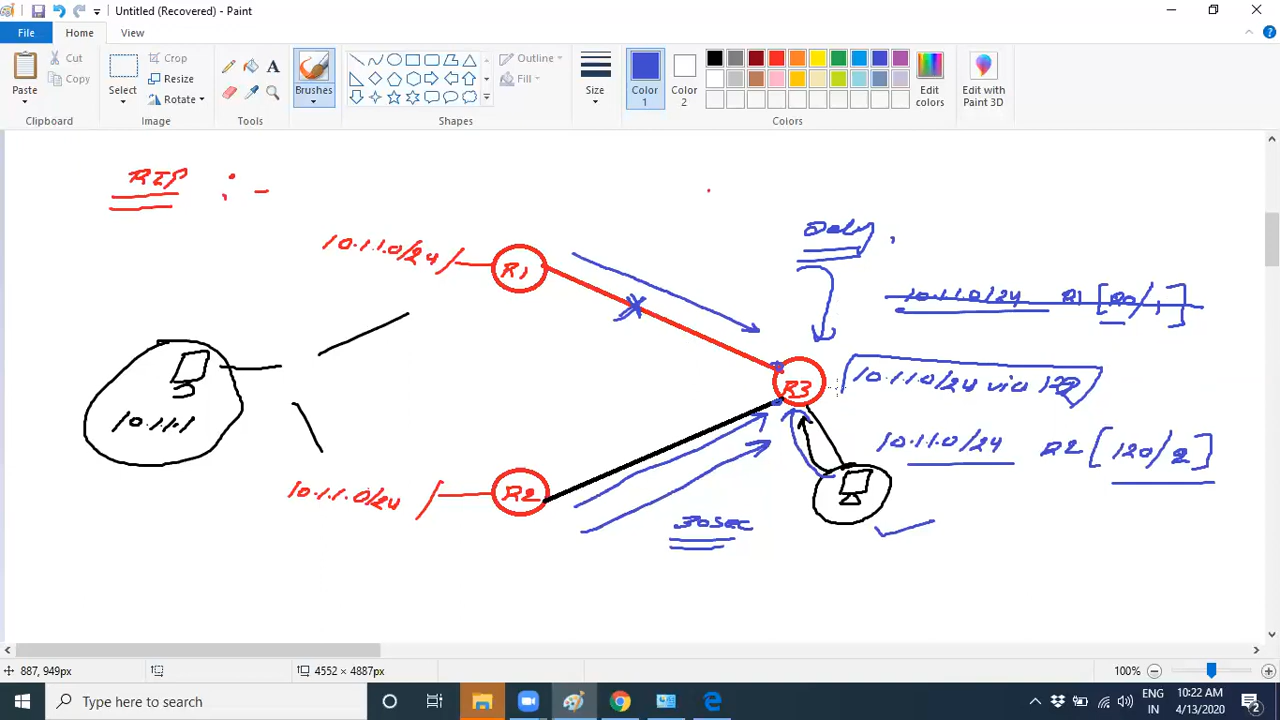 Untitled (Recovered) - Paint
File Home View
Paste
Cut
Copy
Clipboard
Select
Crop
Resize
Rotate
Image
A
Tools
Brushes
Outline
Fill
Shapes
Size
Color 1
Color 2
Edit colors
Edit with Paint 3D
Colors
RIP : -
10.1.1.0/24
R1
10.1.1.0/24 R1
R3
10.1.1.0/24 via
10.1.1.1
10.1.1.0/24 R2 [120/2]
10.1.1.0/24
R2
30sec
887, 949px
4552 × 4887px
100%
Type here to search
ENG
IN
10:22 AM
4/13/2020
2